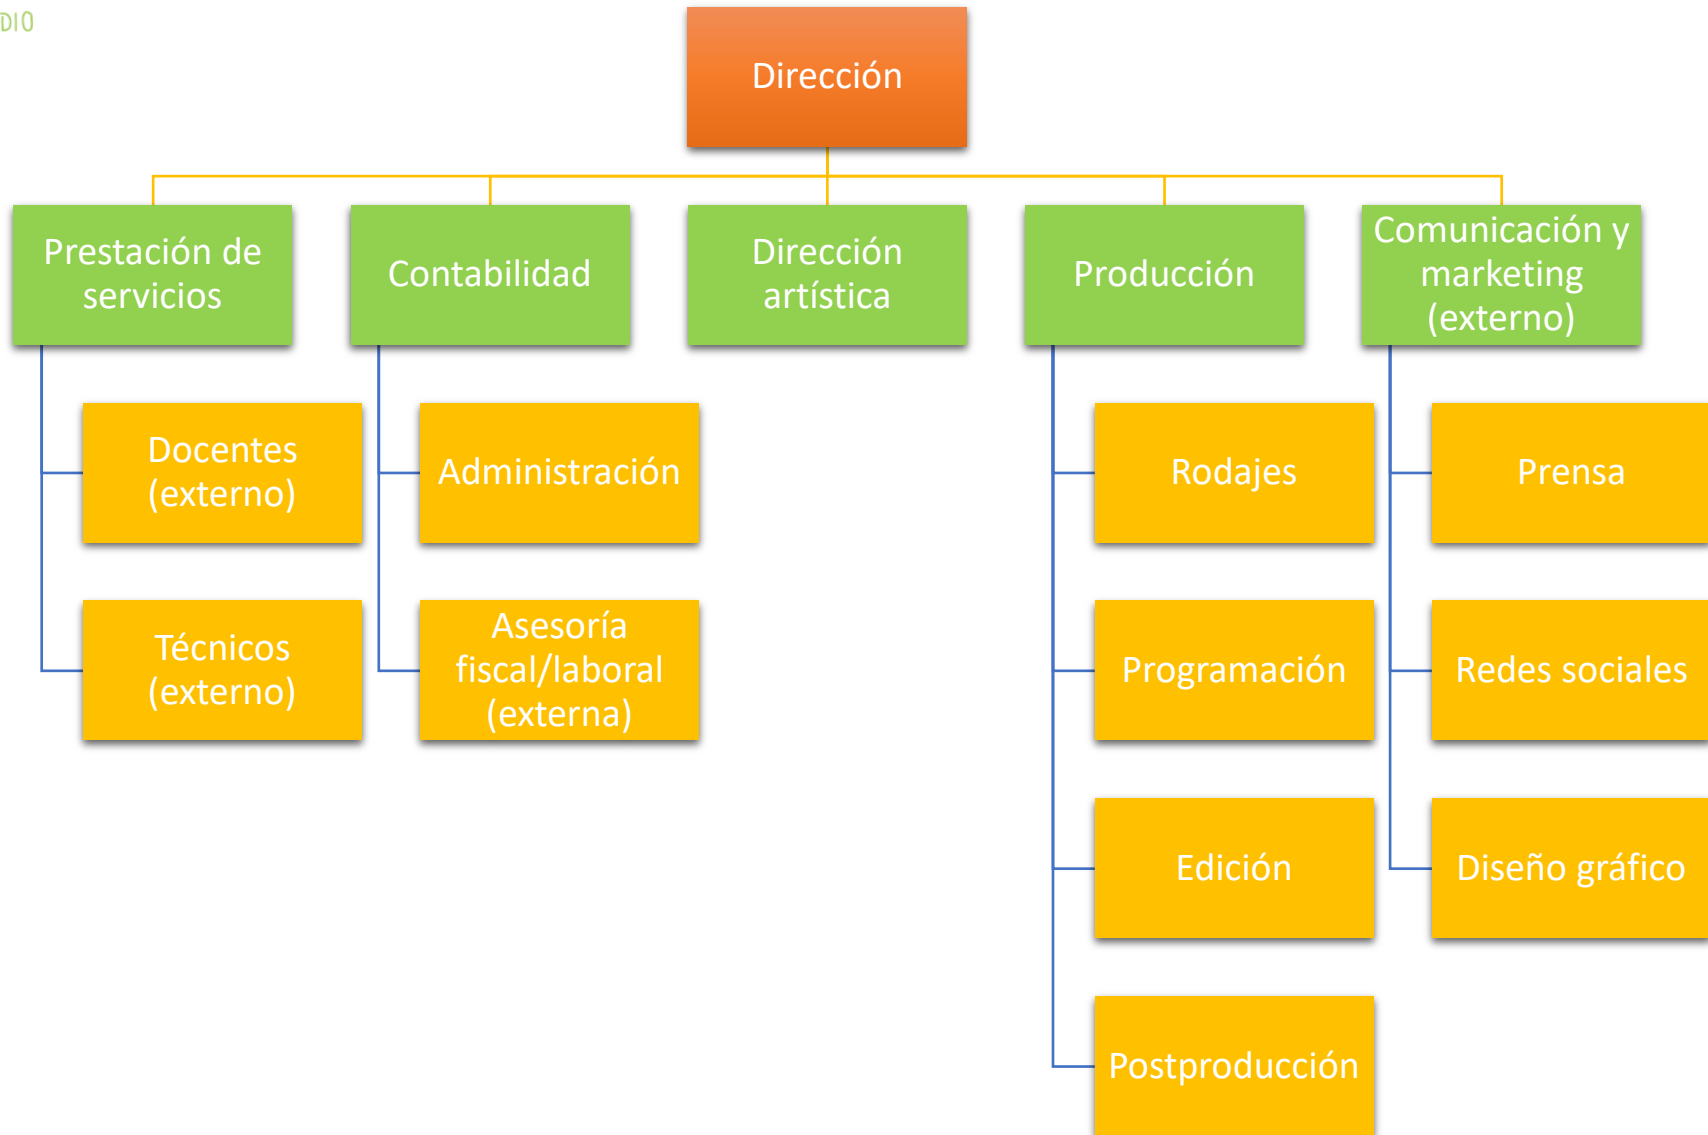 DIO
Dirección
Prestación de
servicios
Contabilidad
Dirección
artística
Producción
Comunicación y
marketing
(externo)
Docentes
(externo)
Administración
Rodajes
Prensa
Técnicos
(externo)
Asesoría
fiscal/laboral
(externa)
Programación
Redes sociales
Edición
Diseño gráfico
Postproducción